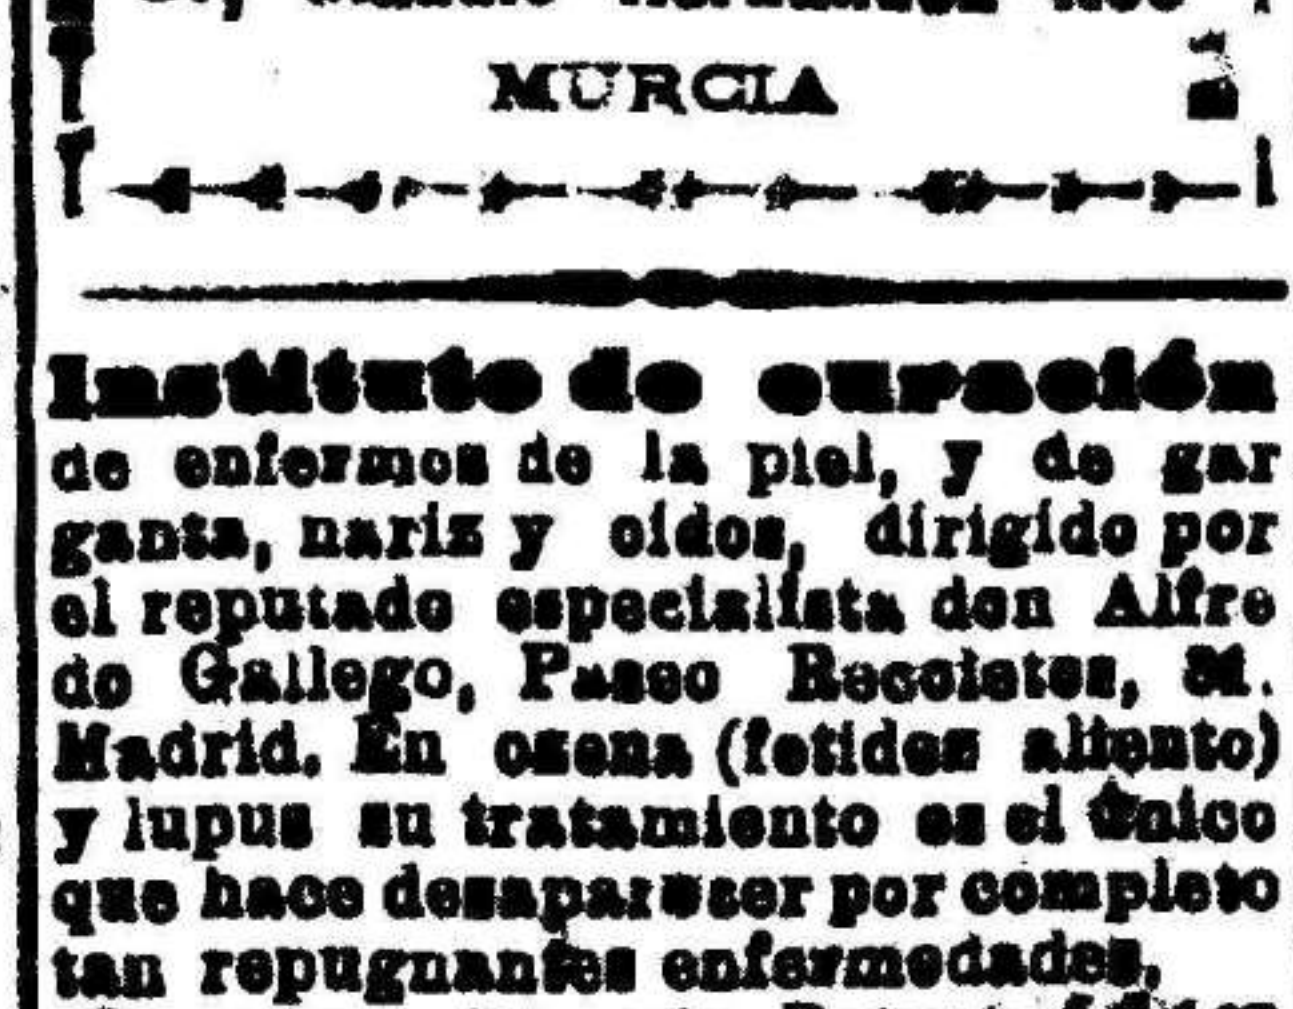 MURCIA
Instituto de curación
de enfermos de la piel, y de gar
ganta, nariz y oidos, dirigido por
el reputado especialista don Alfre
do Gallego, Paseo Recoletos,
Madrid. En ozena (fetidez aliento)
y lupus su tratamiento es el único
que hace desaparecer por completo
tan repugnantes enfermedades,